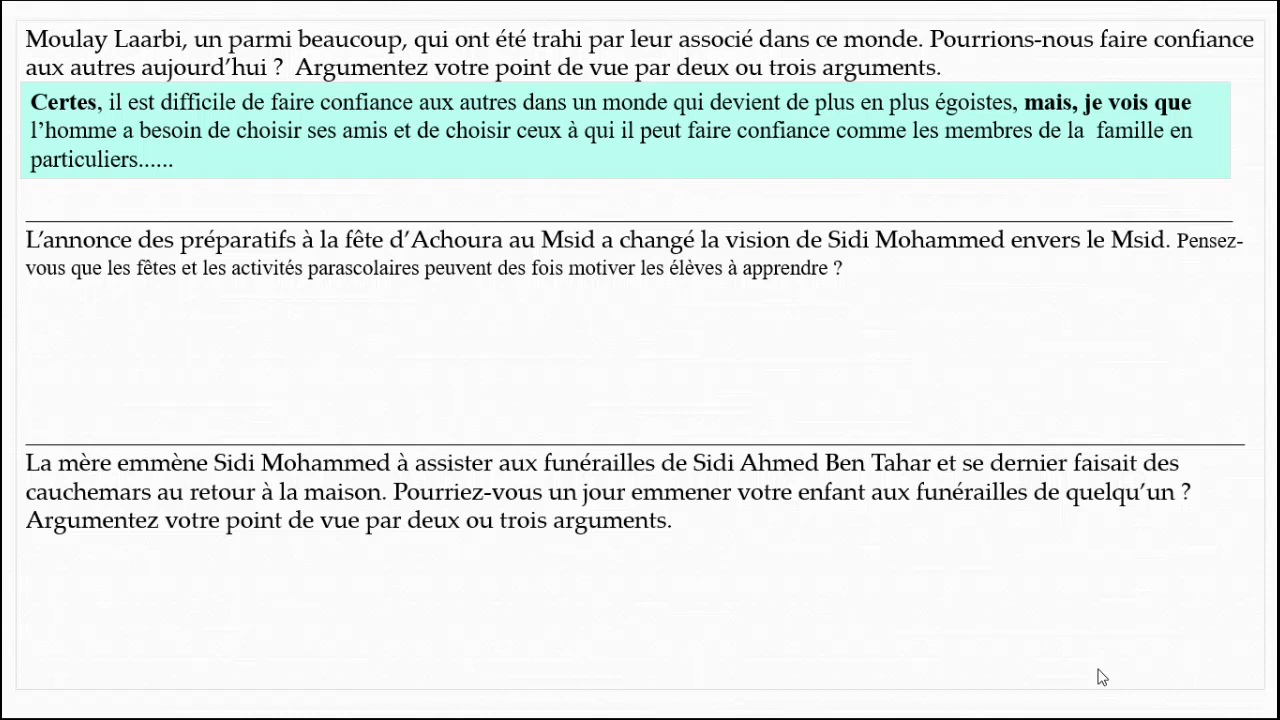 Moulay Laarbi, un parmi beaucoup, qui ont été trahi par leur associé dans ce monde. Pourrions-nous faire confiance
aux autres aujourd’hui ? Argumentez votre point de vue par deux ou trois arguments.
Certes, il est difficile de faire confiance aux autres dans un monde qui devient de plus en plus égoistes, mais, je vois que
l’homme a besoin de choisir ses amis et de choisir ceux à qui il peut faire confiance comme les membres de la famille en
particuliers......
L’annonce des préparatifs à la fête d’Achoura au Msid a changé la vision de Sidi Mohammed envers le Msid. Pensez-
vous que les fêtes et les activités parascolaires peuvent des fois motiver les élèves à apprendre ?
La mère emmène Sidi Mohammed à assister aux funérailles de Sidi Ahmed Ben Tahar et se dernier faisait des
cauchemars au retour à la maison. Pourriez-vous un jour emmener votre enfant aux funérailles de quelqu’un ?
Argumentez votre point de vue par deux ou trois arguments.